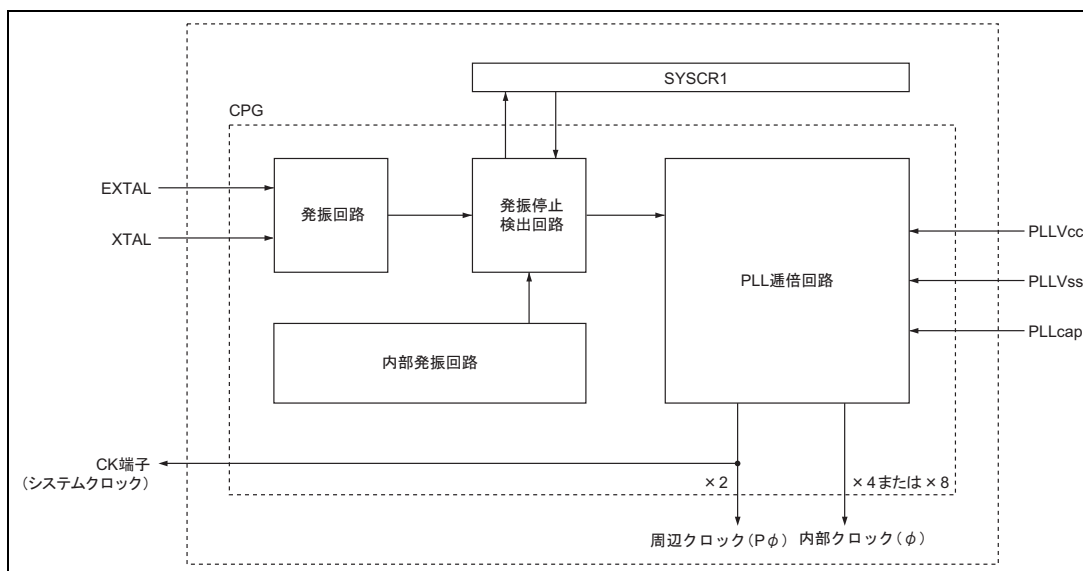 SYSCR1
CPG
EXTAL
XTAL
発振回路
発振停止
検出回路
PLL逓倍回路
内部発振回路
PLLVcc
PLLVss
PLLcap
CK端子
(システムクロック)
×2
×4または×8
周辺クロック(Pφ)
内部クロック(φ)